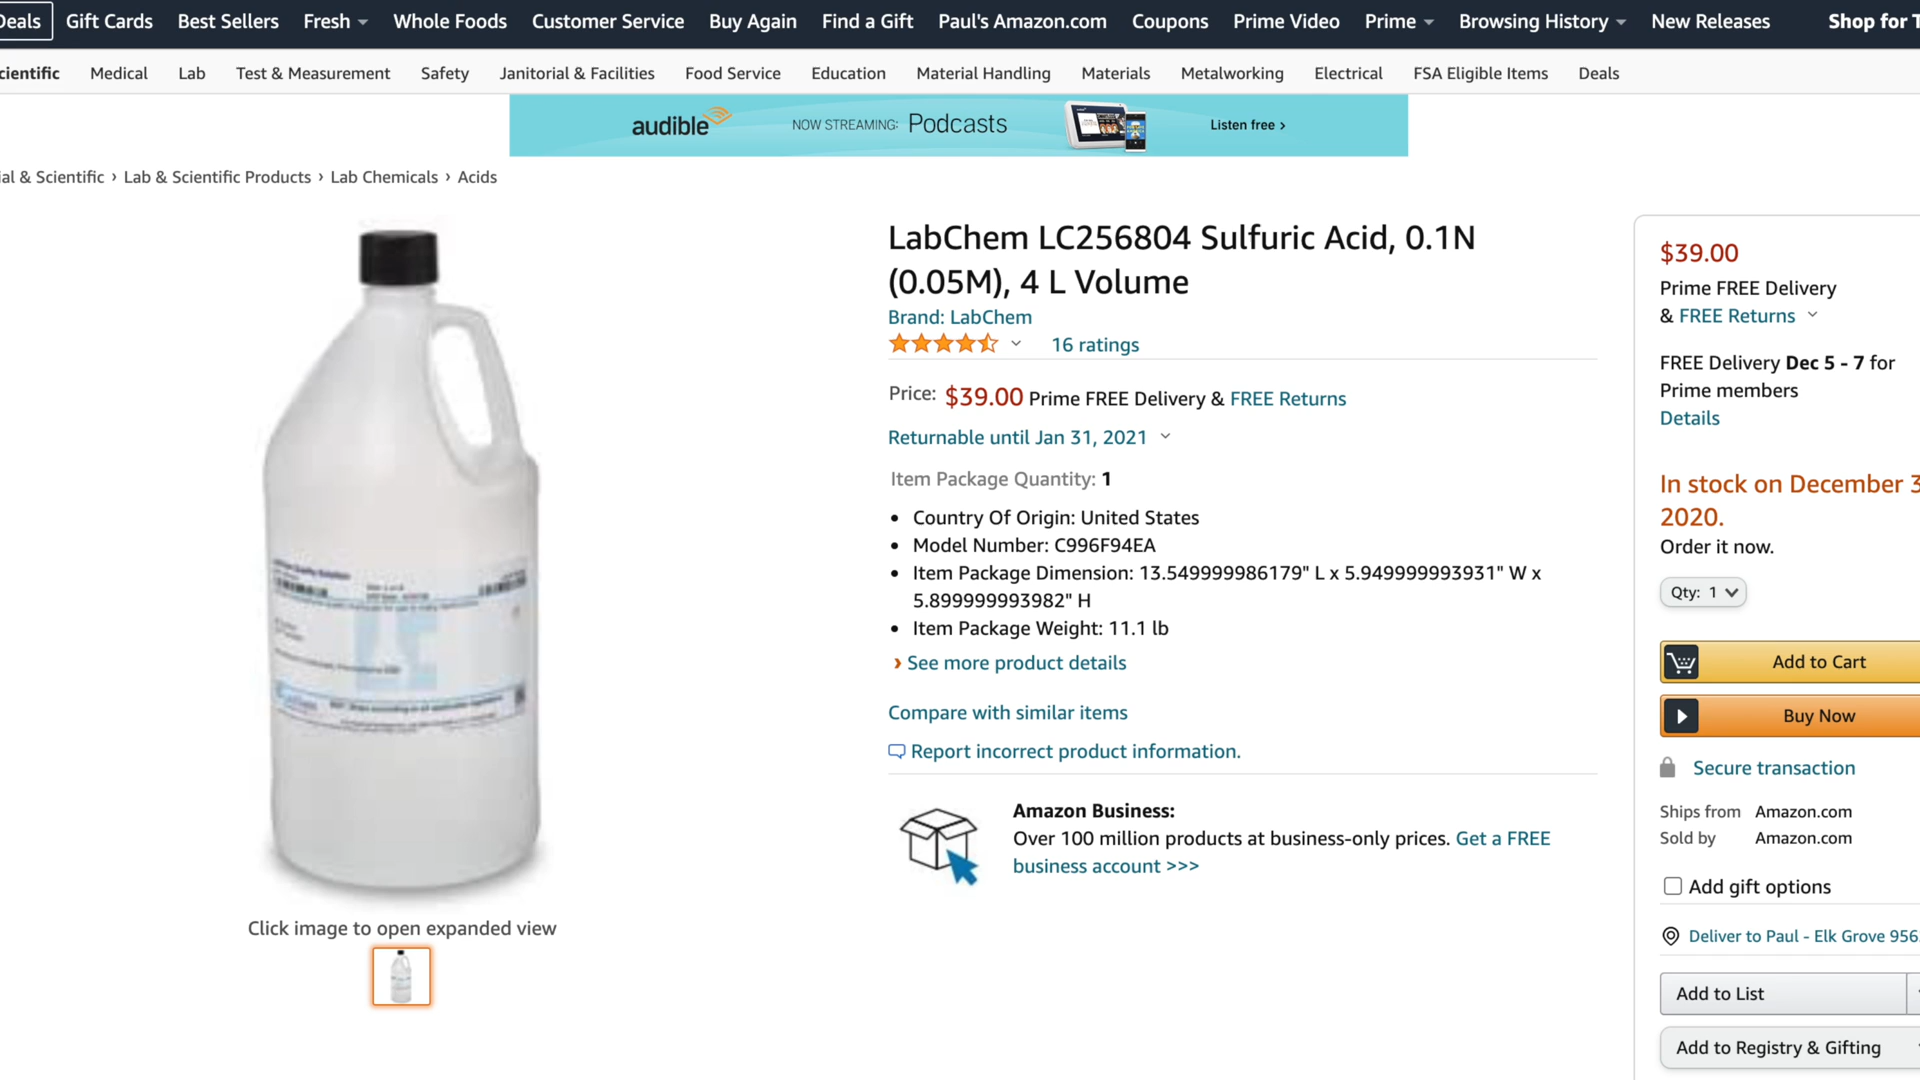 Deals Gift Cards Best Sellers Fresh Whole Foods Customer Service Buy Again Find a Gift Paul's Amazon.com Coupons Prime Video Prime Browsing History New Releases Shop for T
cientific Medical Lab Test & Measurement Safety Janitorial & Facilities Food Service Education Material Handling Materials Metalworking Electrical FSA Eligible Items Deals
audible NOW STREAMING: Podcasts Listen free ›
ial & Scientific › Lab & Scientific Products › Lab Chemicals › Acids
LabChem LC256804 Sulfuric Acid, 0.1N
(0.05M), 4 L Volume
Brand: LabChem
16 ratings
Price: $39.00 Prime FREE Delivery & FREE Returns
Returnable until Jan 31, 2021
Item Package Quantity: 1
• Country Of Origin: United States
• Model Number: C996F94EA
• Item Package Dimension: 13.549999986179" L x 5.949999993931" W x
5.899999993982" H
• Item Package Weight: 11.1 lb
› See more product details
Compare with similar items
Report incorrect product information.
Amazon Business:
Over 100 million products at business-only prices. Get a FREE
business account >>>
Click image to open expanded view
$39.00
Prime FREE Delivery
& FREE Returns
FREE Delivery Dec 5 - 7 for
Prime members
Details
In stock on December 3
2020.
Order it now.
Qty: 1
Add to Cart
Buy Now
Secure transaction
Ships from Amazon.com
Sold by Amazon.com
Add gift options
Deliver to Paul - Elk Grove 956
Add to List
Add to Registry & Gifting